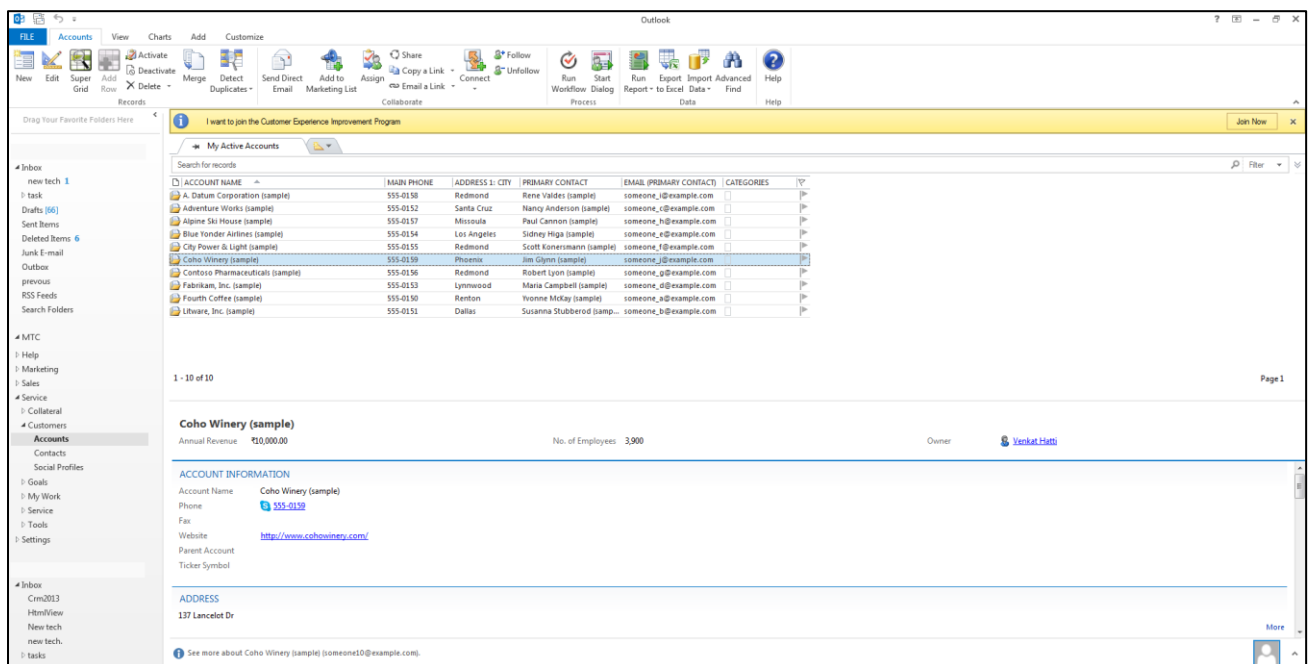 Outlook
FILE Accounts View Charts Add Customize
New Edit Super Grid Add Row Activate Deactivate Delete Merge Detect Duplicates Send Direct Email Add to Marketing List Assign Share Copy a Link Email a Link Connect Follow Unfollow Run Workflow Start Dialog Run Report Export to Excel Import Data Advanced Find Help
Records Collaborate Process Data Help
Drag Your Favorite Folders Here
I want to join the Customer Experience Improvement Program Join Now
My Active Accounts
Search for records Filter
ACCOUNT NAME MAIN PHONE ADDRESS 1: CITY PRIMARY CONTACT EMAIL (PRIMARY CONTACT) CATEGORIES
A. Datum Corporation (sample) 555-0158 Redmond Rene Valdes (sample) someone_i@example.com
Adventure Works (sample) 555-0152 Santa Cruz Nancy Anderson (sample) someone_c@example.com
Alpine Ski House (sample) 555-0157 Missoula Paul Cannon (sample) someone_h@example.com
Blue Yonder Airlines (sample) 555-0154 Los Angeles Sidney Higa (sample) someone_e@example.com
City Power & Light (sample) 555-0155 Redmond Scott Konersmann (sample) someone_f@example.com
Coho Winery (sample) 555-0159 Phoenix Jim Glynn (sample) someone_j@example.com
Contoso Pharmaceuticals (sample) 555-0156 Redmond Robert Lyon (sample) someone_g@example.com
Fabrikam, Inc. (sample) 555-0153 Lynnwood Maria Campbell (sample) someone_d@example.com
Fourth Coffee (sample) 555-0150 Renton Yvonne McKay (sample) someone_a@example.com
Litware, Inc. (sample) 555-0151 Dallas Susanna Stubberod (samp... someone_b@example.com
1 - 10 of 10 Page 1
Inbox
new tech 1
task
Drafts [66]
Sent Items
Deleted Items 6
Junk E-mail
Outbox
prevous
RSS Feeds
Search Folders
MTC
Help
Marketing
Sales
Service
Collateral
Customers
Accounts
Contacts
Social Profiles
Goals
My Work
Service
Tools
Settings
Inbox
Crm2013
HtmlView
New tech
new tech.
tasks
Coho Winery (sample)
Annual Revenue ₹10,000.00 No. of Employees 3,900 Owner Venkat Hatti
ACCOUNT INFORMATION
Account Name Coho Winery (sample)
Phone 555-0159
Fax
Website http://www.cohowinery.com/
Parent Account
Ticker Symbol
ADDRESS
137 Lancelot Dr
More
See more about Coho Winery (sample) (someone10@example.com).